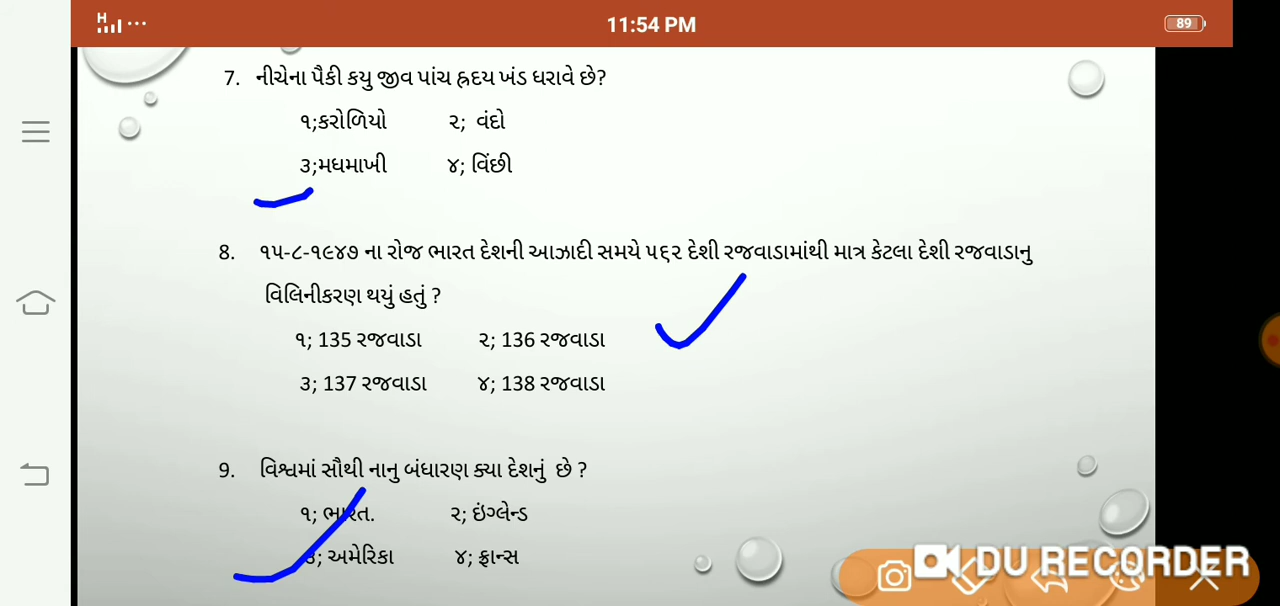 H
11:54 PM
89
7. નીચેના પૈકી કયુ જીવ પાંચ હ્રદય ખંડ ધરાવે છે?
૧;કરોળિયો ૨; વંદો
૩;મધમાખી ૪; વિંછી
8. ૧૫-૮-૧૯૪૭ ના રોજ ભારત દેશની આઝાદી સમયે ૫૬૨ દેશી રજવાડામાંથી માત્ર કેટલા દેશી રજવાડાનુ
વિલિનીકરણ થયું હતું ?
૧; 135 રજવાડા ૨; 136 રજવાડા
૩; 137 રજવાડા ૪; 138 રજવાડા
9. વિશ્વમાં સૌથી નાનુ બંધારણ ક્યા દેશનું છે ?
૧; ભારત. ૨; ઇંગ્લેન્ડ
૩; અમેરિકા ૪; ફ્રાન્સ
DU RECORDER